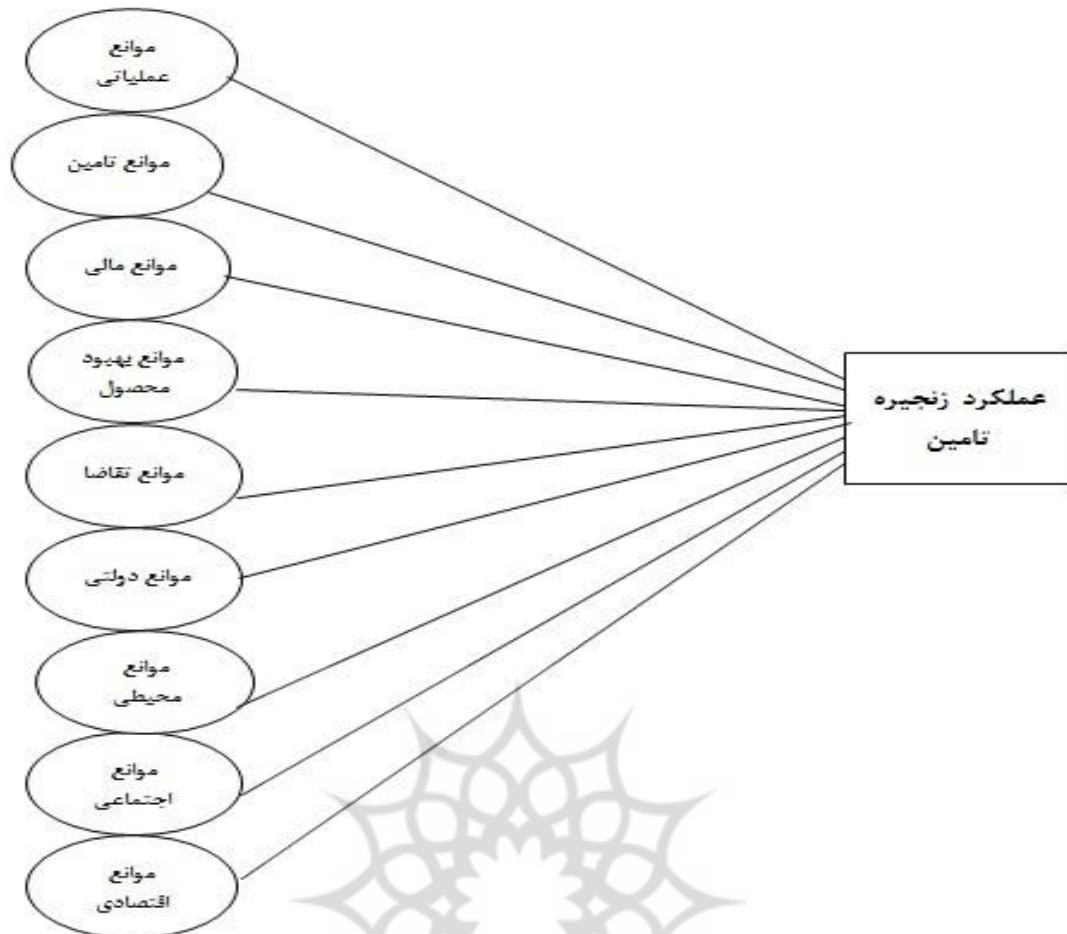 موانع
عملیاتی
موانع تامین
موانع مالی
موانع بهبود
محصول
موانع تقاضا
موانع دولتی
موانع
محیطی
موانع
اجتماعی
موانع
اقتصادی
عملکرد زنجیره
تامین